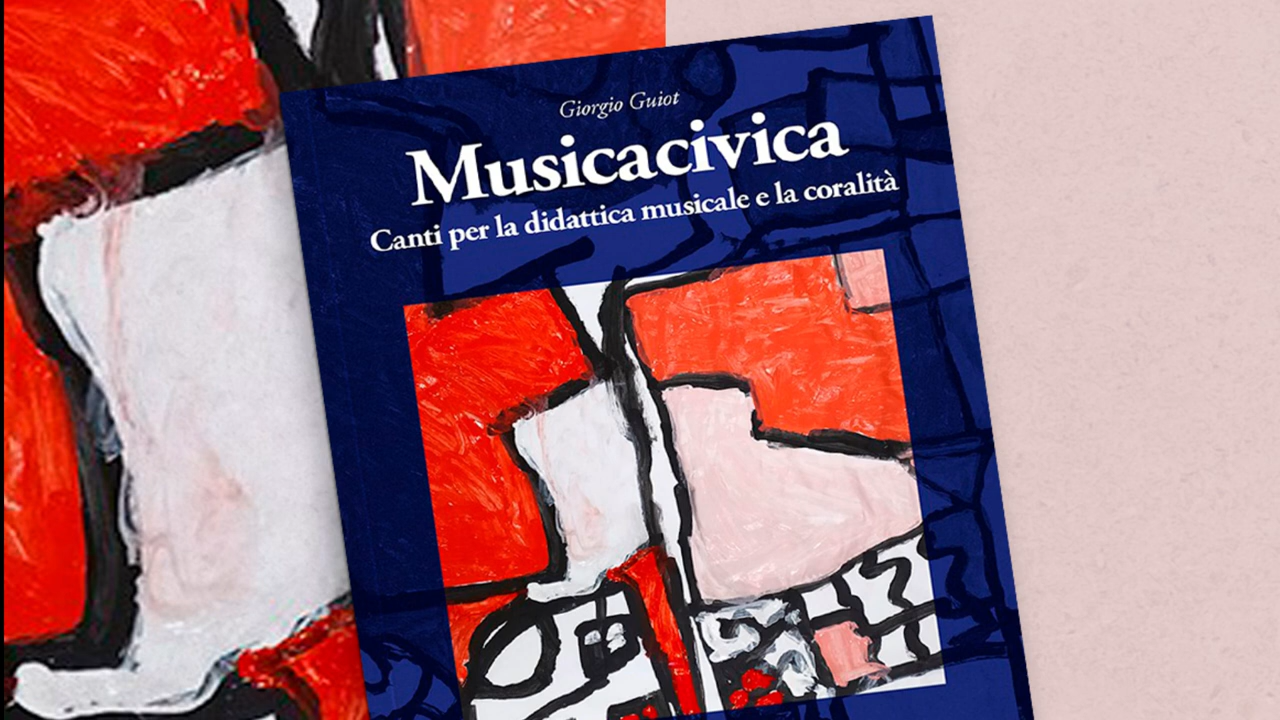 Giorgio Guiot
Musicacivica
Canti per la didattica musicale e la coralità